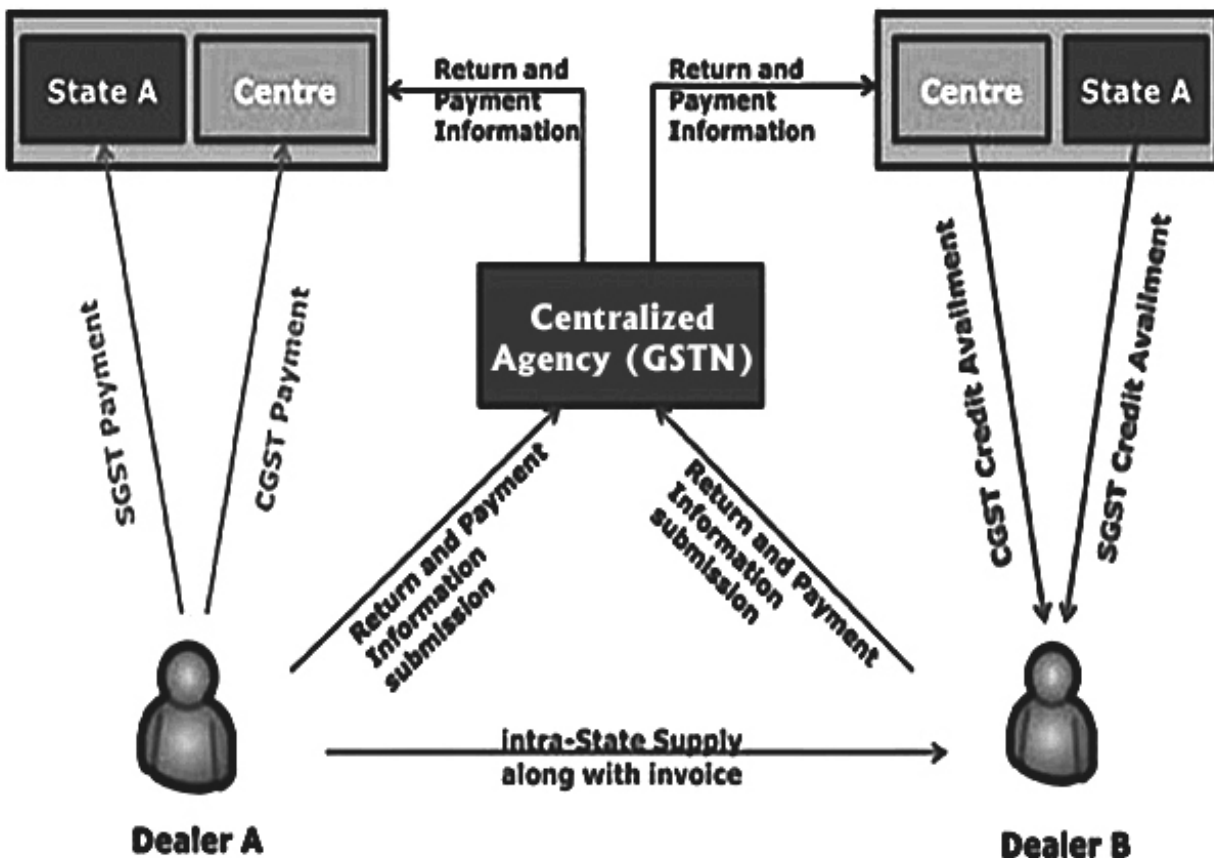 State A
Centre
Return and
Payment
Information
Return and
Payment
Information
Centre
State A
Centralized
Agency (GSTN)
SGST Payment
CGST Payment
CGST Credit Availment
SGST Credit Availment
Return and Payment
Information
submission
Return and Payment
Information
submission
intra-State Supply
along with invoice
Dealer A
Dealer B